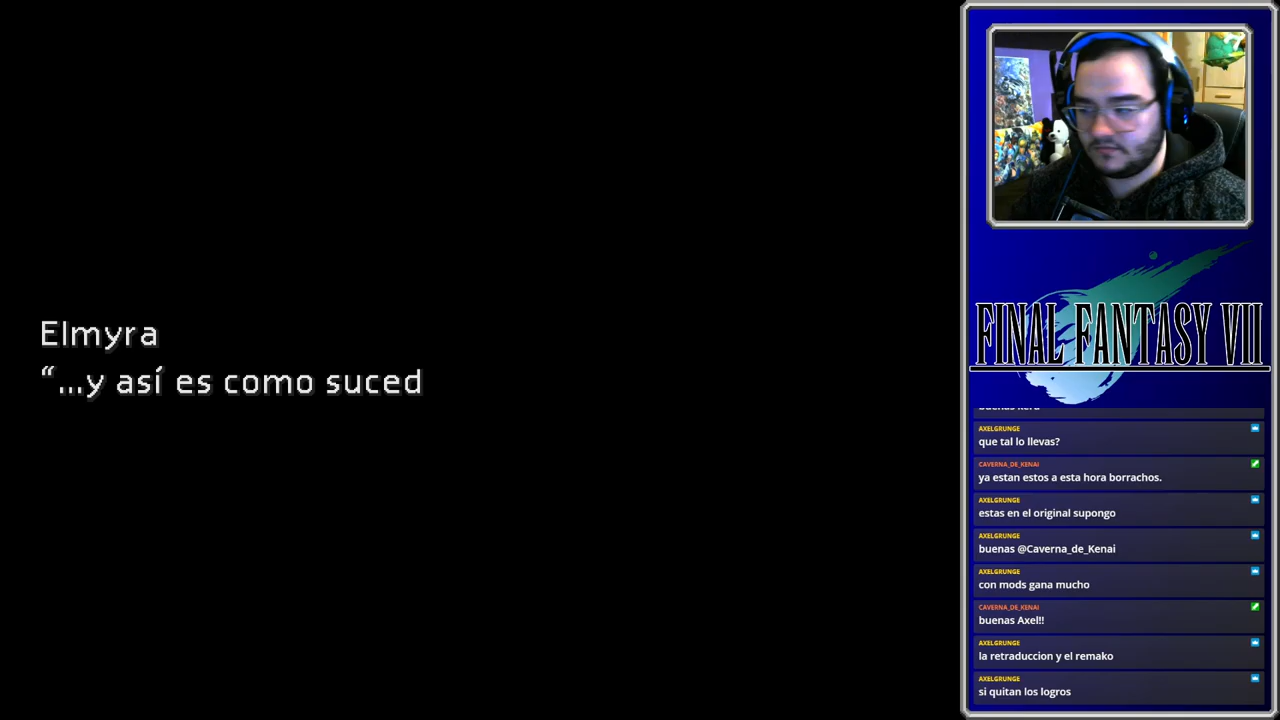 Elmyra
“...y así es como suced
FINAL FANTASY VII
AXELGRUNGE
que tal lo llevas?
CAVERNA_DE_KENAI
ya estan estos a esta hora borrachos.
AXELGRUNGE
estas en el original supongo
AXELGRUNGE
buenas @Caverna_de_Kenai
AXELGRUNGE
con mods gana mucho
CAVERNA_DE_KENAI
buenas Axel!!
AXELGRUNGE
la retraduccion y el remako
AXELGRUNGE
si quitan los logros